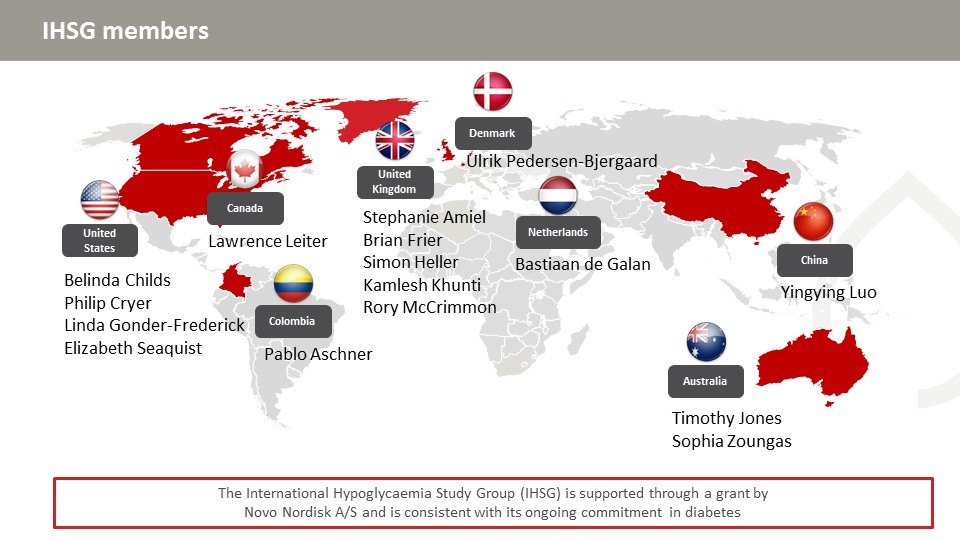 IHSG members
Denmark
Ulrik Pedersen-Bjergaard
United
Kingdom
Stephanie Amiel
Brian Frier
Simon Heller
Kamlesh Khunti
Rory McCrimmon
Canada
Lawrence Leiter
United
States
Belinda Childs
Philip Cryer
Linda Gonder-Frederick
Elizabeth Seaquist
Netherlands
Bastiaan de Galan
China
Yingying Luo
Colombia
Pablo Aschner
Australia
Timothy Jones
Sophia Zoungas
The International Hypoglycaemia Study Group (IHSG) is supported through a grant by
Novo Nordisk A/S and is consistent with its ongoing commitment in diabetes